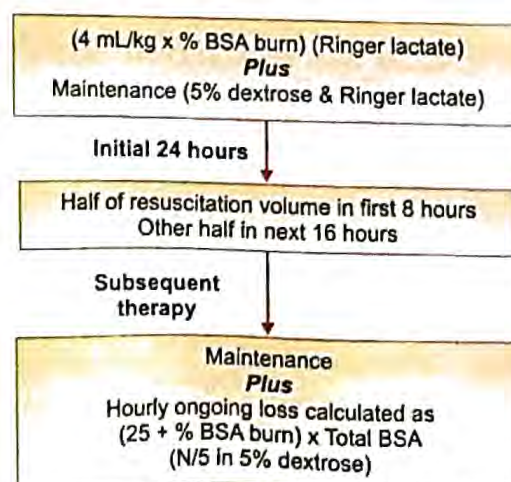 (4 mL/kg x % BSA burn) (Ringer lactate)
Plus
Maintenance (5% dextrose & Ringer lactate)
Initial 24 hours
Half of resuscitation volume in first 8 hours
Other half in next 16 hours
Subsequent
therapy
Maintenance
Plus
Hourly ongoing loss calculated as
(25 + % BSA burn) x Total BSA
(N/5 in 5% dextrose)